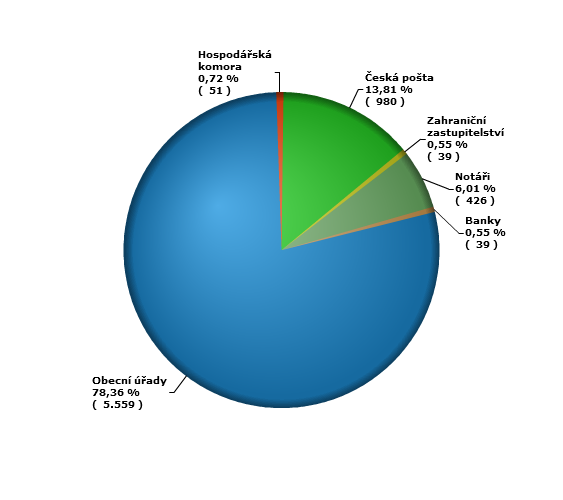 Hospodářská
komora
0,72 %
( 51 )
Česká pošta
13,81 %
( 980 )
Zahraniční
zastupitelství
0,55 %
( 39 )
Notáři
6,01 %
( 426 )
Banky
0,55 %
( 39 )
Obecní úřady
78,36 %
( 5.559 )